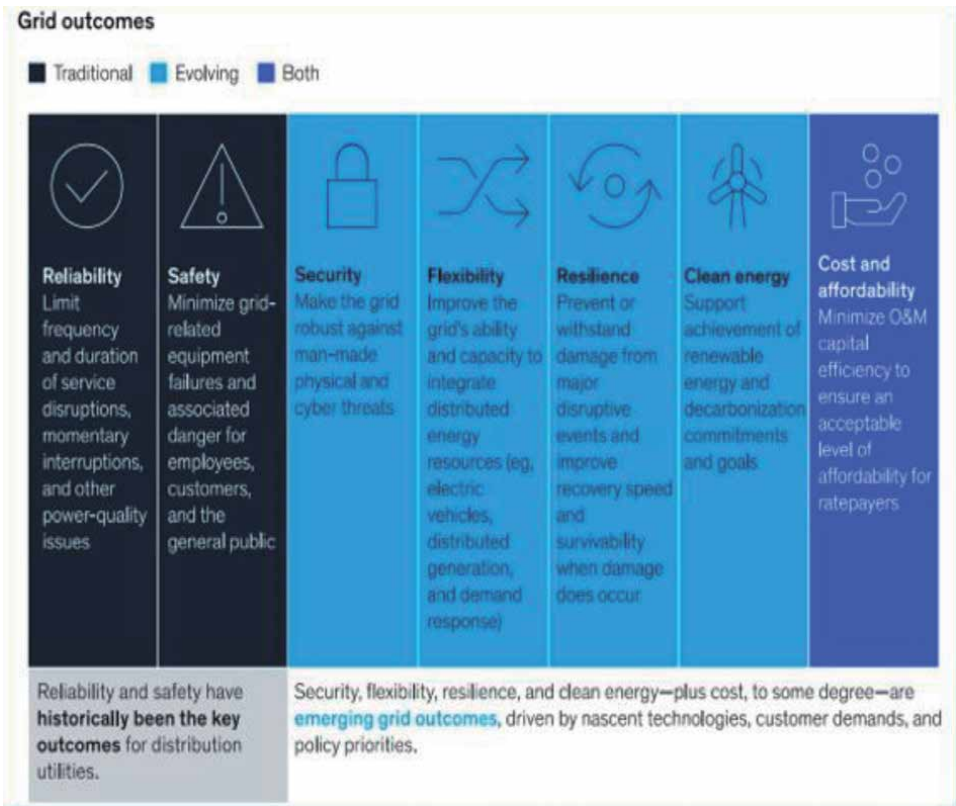 Grid outcomes
Traditional
Evolving
Both
Reliability
Limit
frequency
and duration
of service
disruptions,
momentary
interruptions,
and other
power-quality
issues
Safety
Minimize grid-
related
equipment
failures and
associated
danger for
employees,
customers,
and the
general public
Security
Make the grid
robust against
man-made
physical and
cyber threats
Flexibility
Improve the
grid's ability
and capacity to
integrate
distributed
energy
resources (eg,
electric
vehicles,
distributed
generation,
and demand
response)
Resilience
Prevent or
withstand
damage from
major
disruptive
events and
improve
recovery speed
and
survivability
when damage
does occur
Clean energy
Support
achievement of
renewable
energy and
decarbonization
commitments
and goals
Cost and
affordability
Minimize O&M
capital
efficiency to
ensure an
acceptable
level of
affordability for
ratepayers
Reliability and safety have
historically been the key
outcomes for distribution
utilities.
Security, flexibility, resilience, and clean energy—plus cost, to some degree—are
emerging grid outcomes, driven by nascent technologies, customer demands, and
policy priorities.